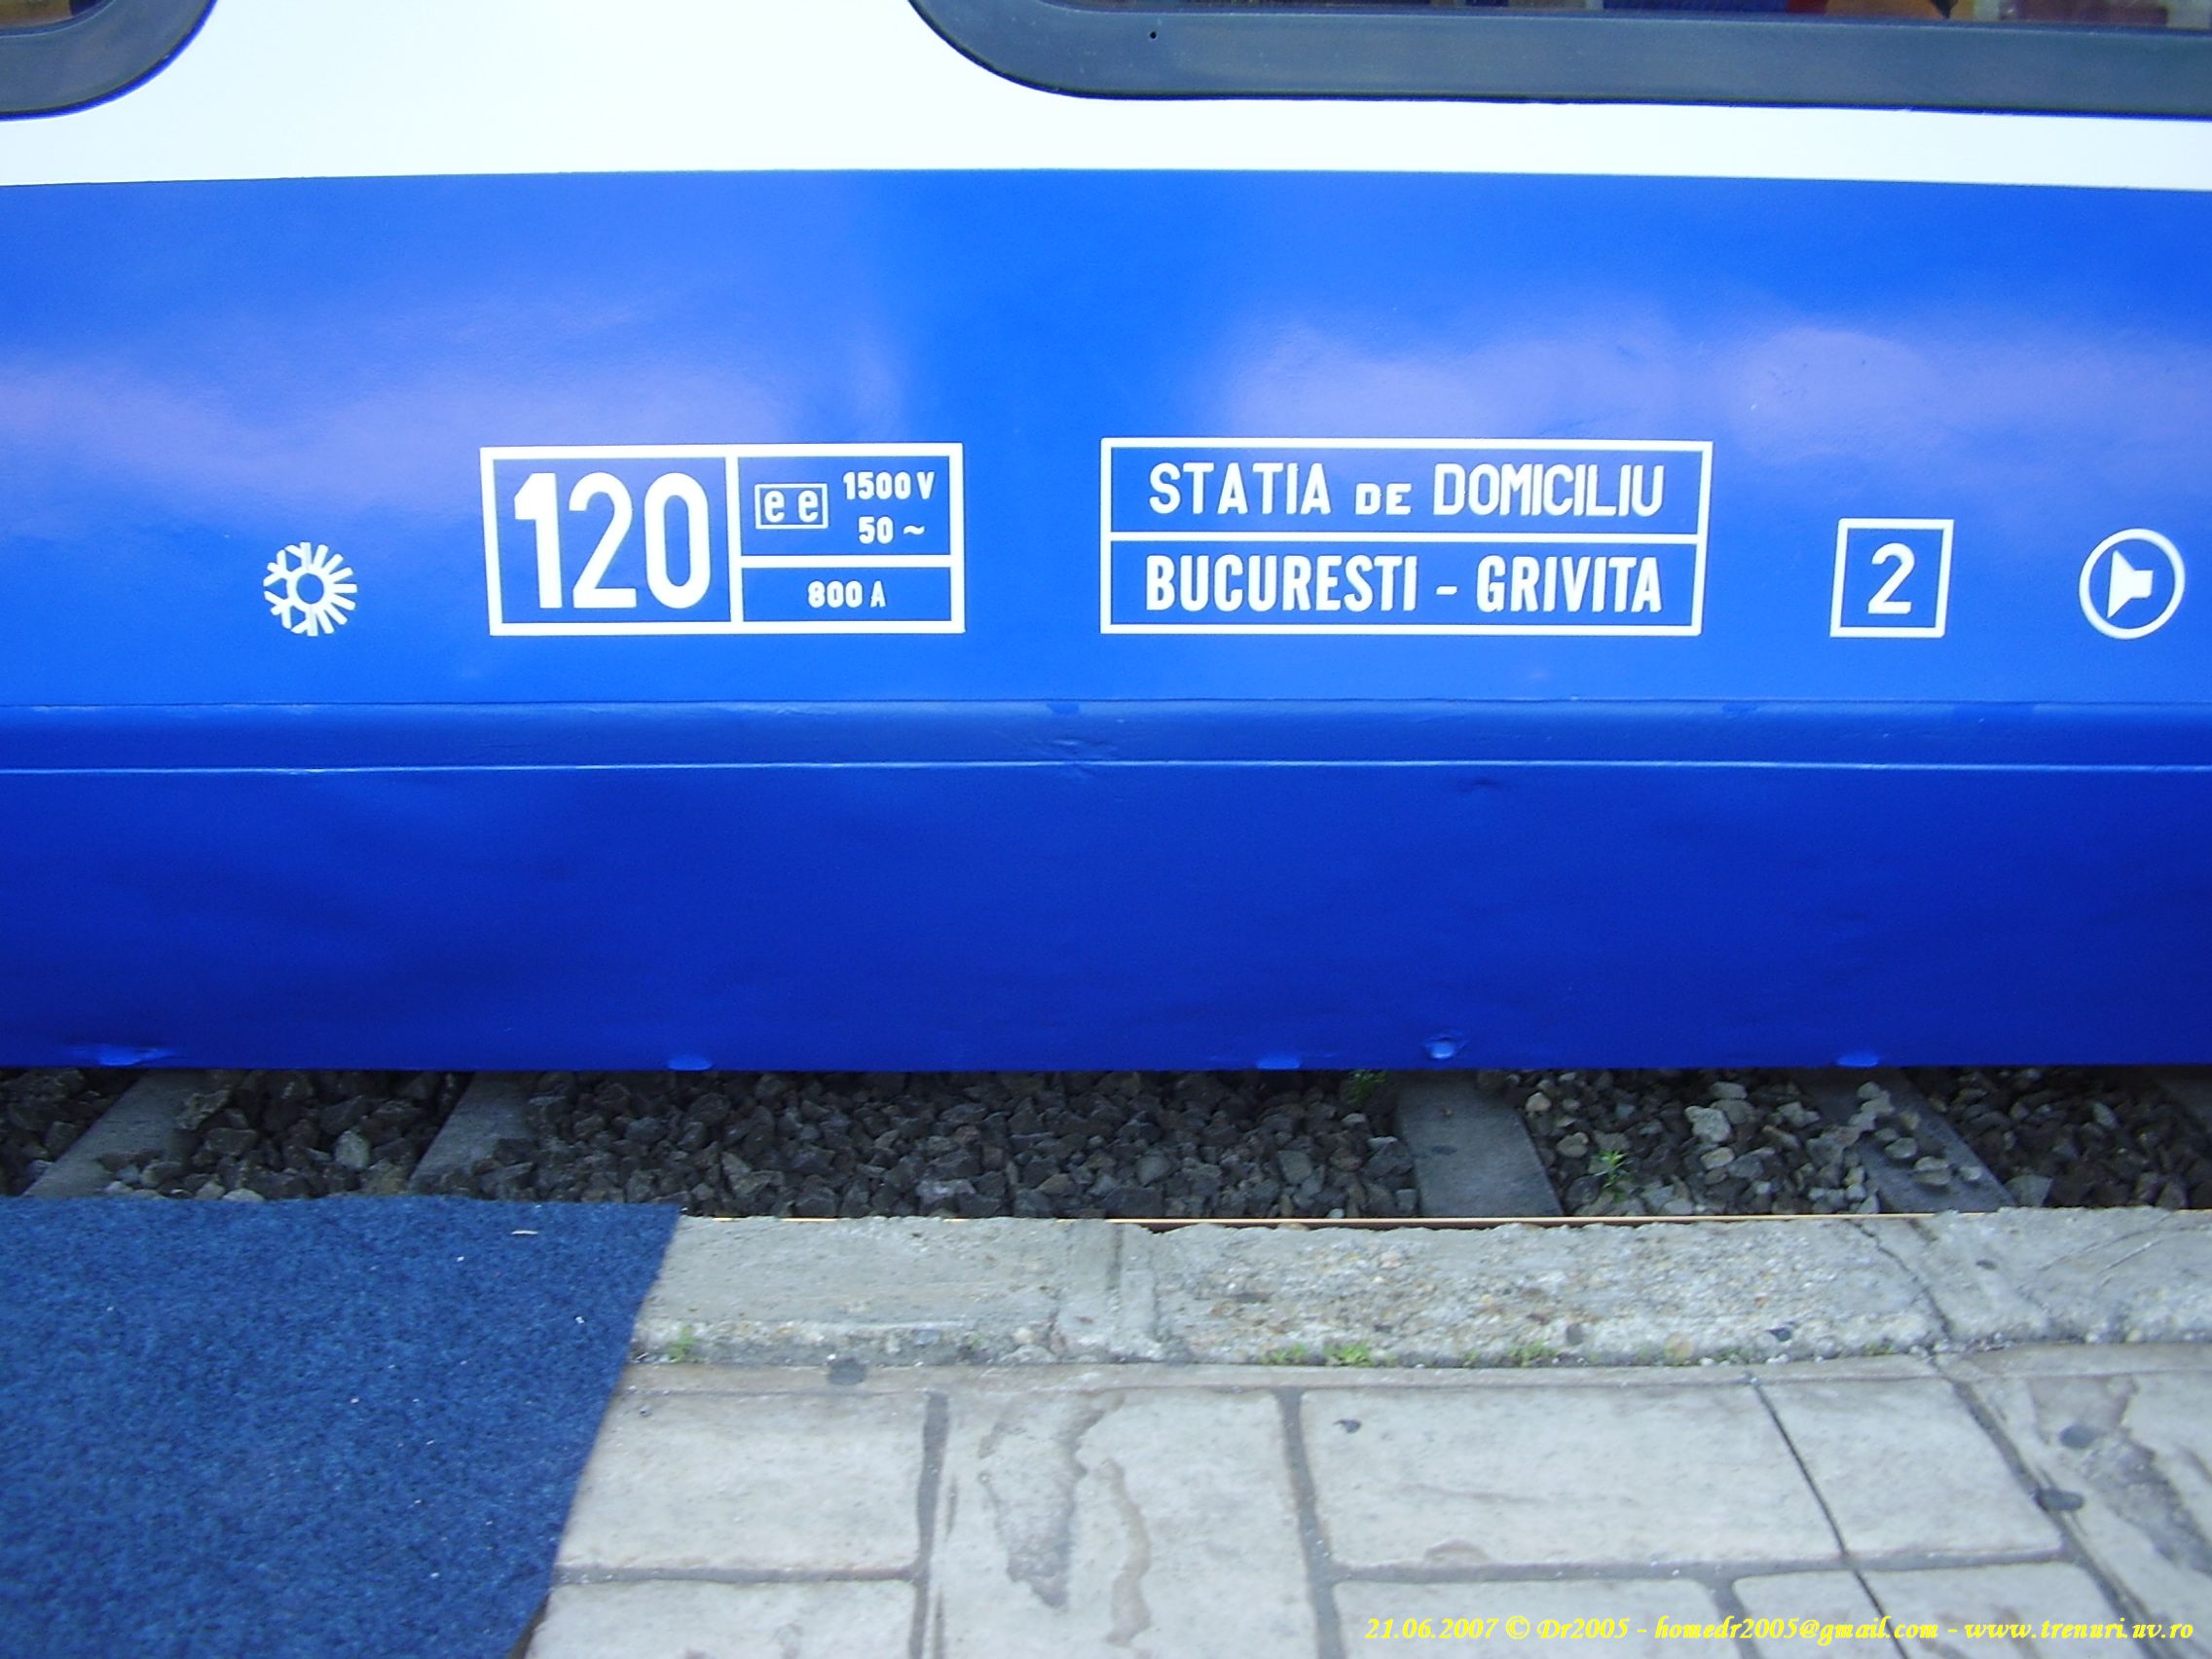 120
ee 1500 V
50 ~
800 A
STATIA DE DOMICILIU
BUCURESTI - GRIVITA
2
21.06.2007 © Dr2005 - homedr2005@gmail.com - www.trenuri.uv.ro